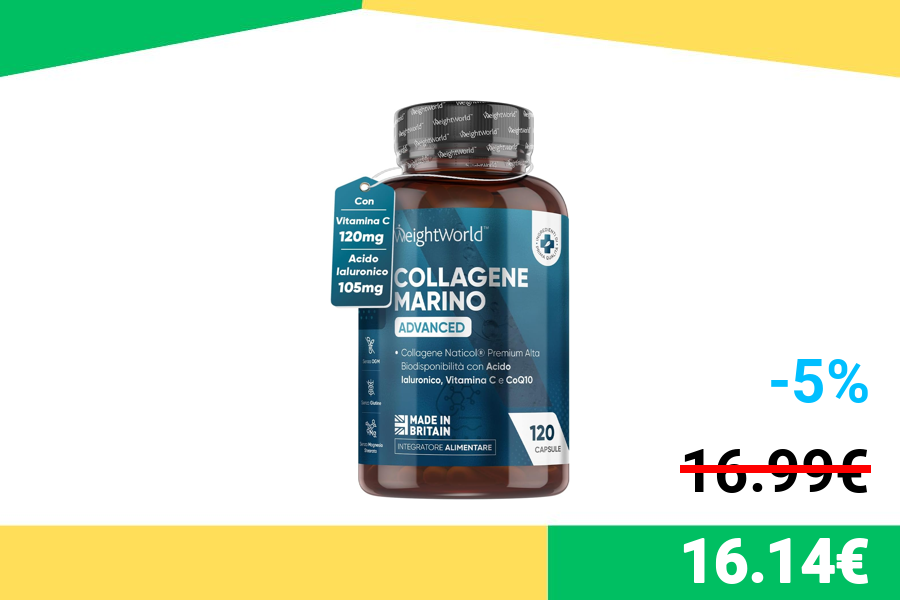 Con
Vitamina C
120mg
Acido
Ialuronico
105mg
WeightWorld™
COLLAGENE
MARINO
ADVANCED
• Collagene Naticol® Premium Alta
Biodisponibilità con Acido
Ialuronico, Vitamina C e CoQ10
MADE IN
BRITAIN
INTEGRATORE ALIMENTARE
120
CAPSULE
-5%
16.99€
16.14€